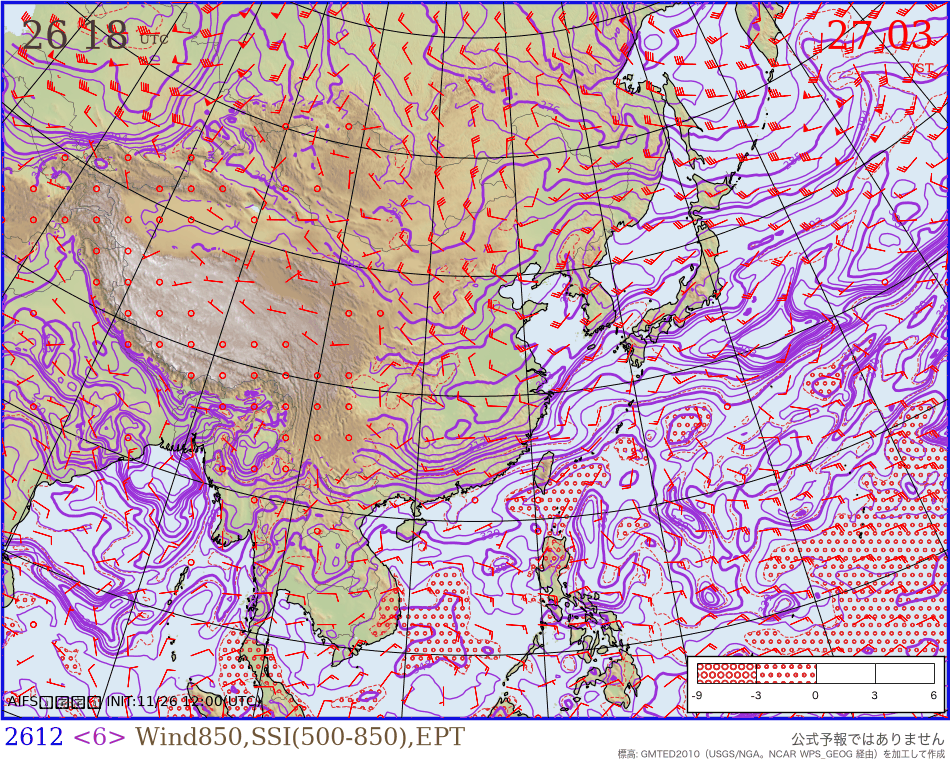 26 18 UTC
27 03 JST
AIFS□□□□ INIT:11/26 12:00(UTC)
-9 -3 0 3 6
2612 <6> Wind850,SSI(500-850),EPT
公式予報ではありません
標高: GMTED2010（USGS/NGA。NCAR WPS_GEOG 経由）を加工して作成